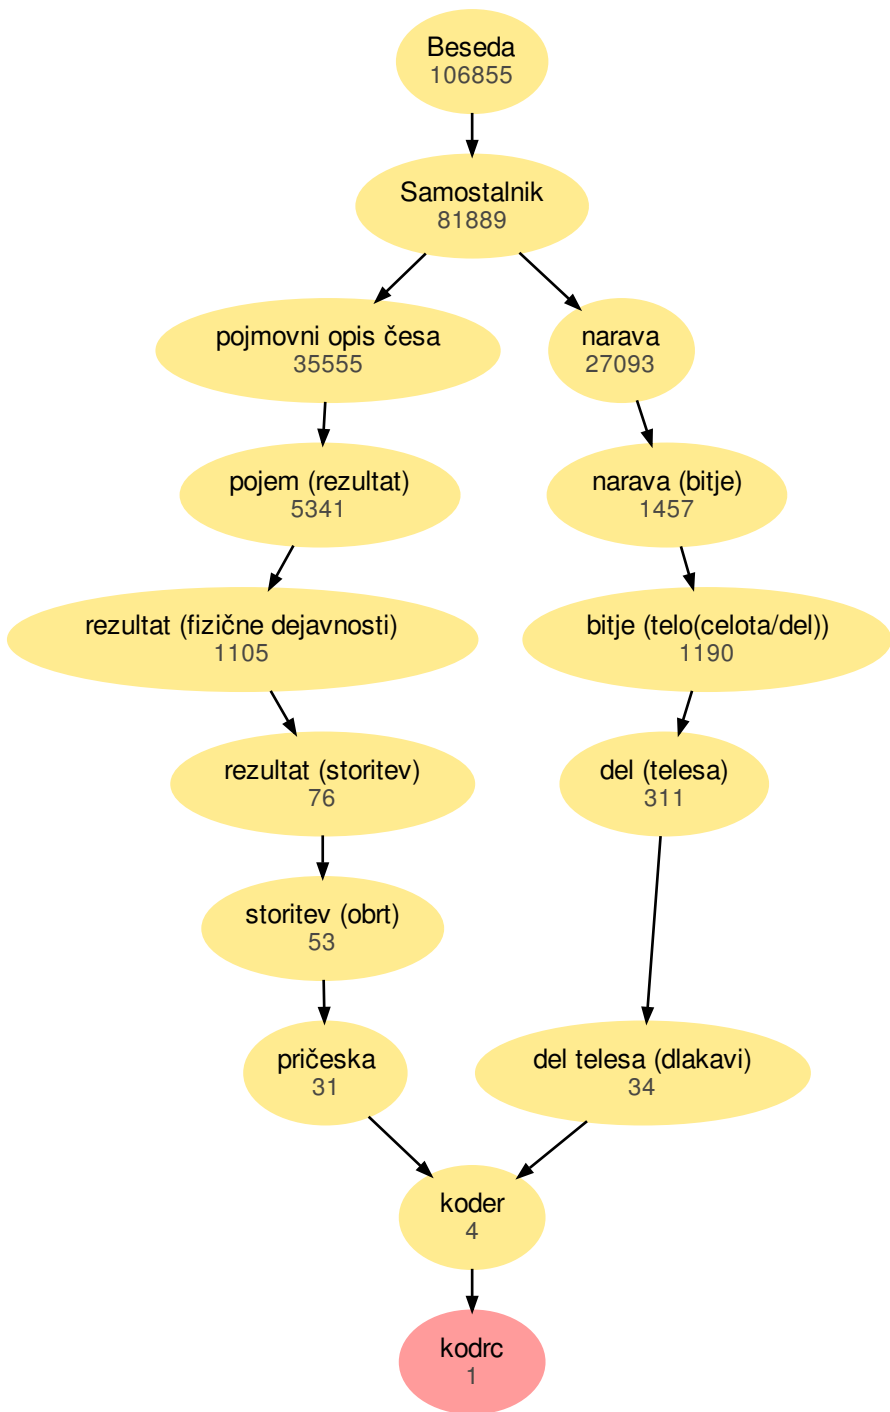 Beseda
106855
Samostalnik
81889
pojmovni opis česa
35555
narava
27093
pojem (rezultat)
5341
narava (bitje)
1457
rezultat (fizične dejavnosti)
1105
bitje (telo(celota/del))
1190
rezultat (storitev)
76
del (telesa)
311
storitev (obrt)
53
pričeska
31
del telesa (dlakavi)
34
koder
4
kodrc
1